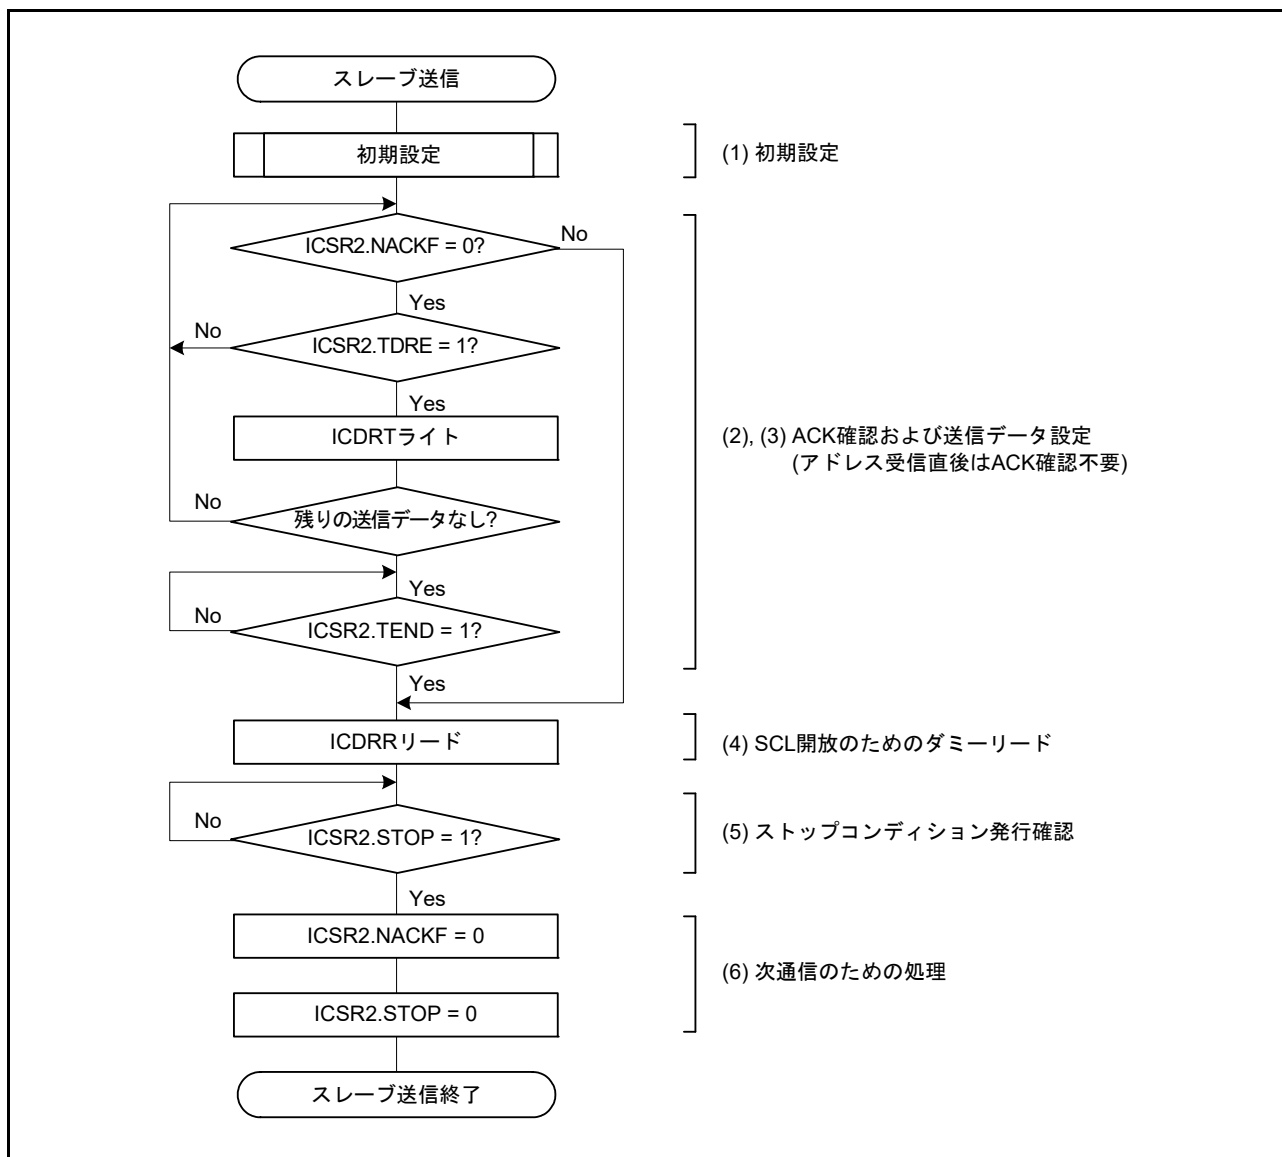 スレーブ送信
初期設定
(1) 初期設定
ICSR2.NACKF = 0?
No
Yes
No
ICSR2.TDRE = 1?
Yes
ICDRTライト
(2), (3) ACK確認および送信データ設定
(アドレス受信直後はACK確認不要)
No
残りの送信データなし?
Yes
No
ICSR2.TEND = 1?
Yes
ICDRRリード
(4) SCL開放のためのダミーリード
No
ICSR2.STOP = 1?
(5) ストップコンディション発行確認
Yes
ICSR2.NACKF = 0
(6) 次通信のための処理
ICSR2.STOP = 0
スレーブ送信終了